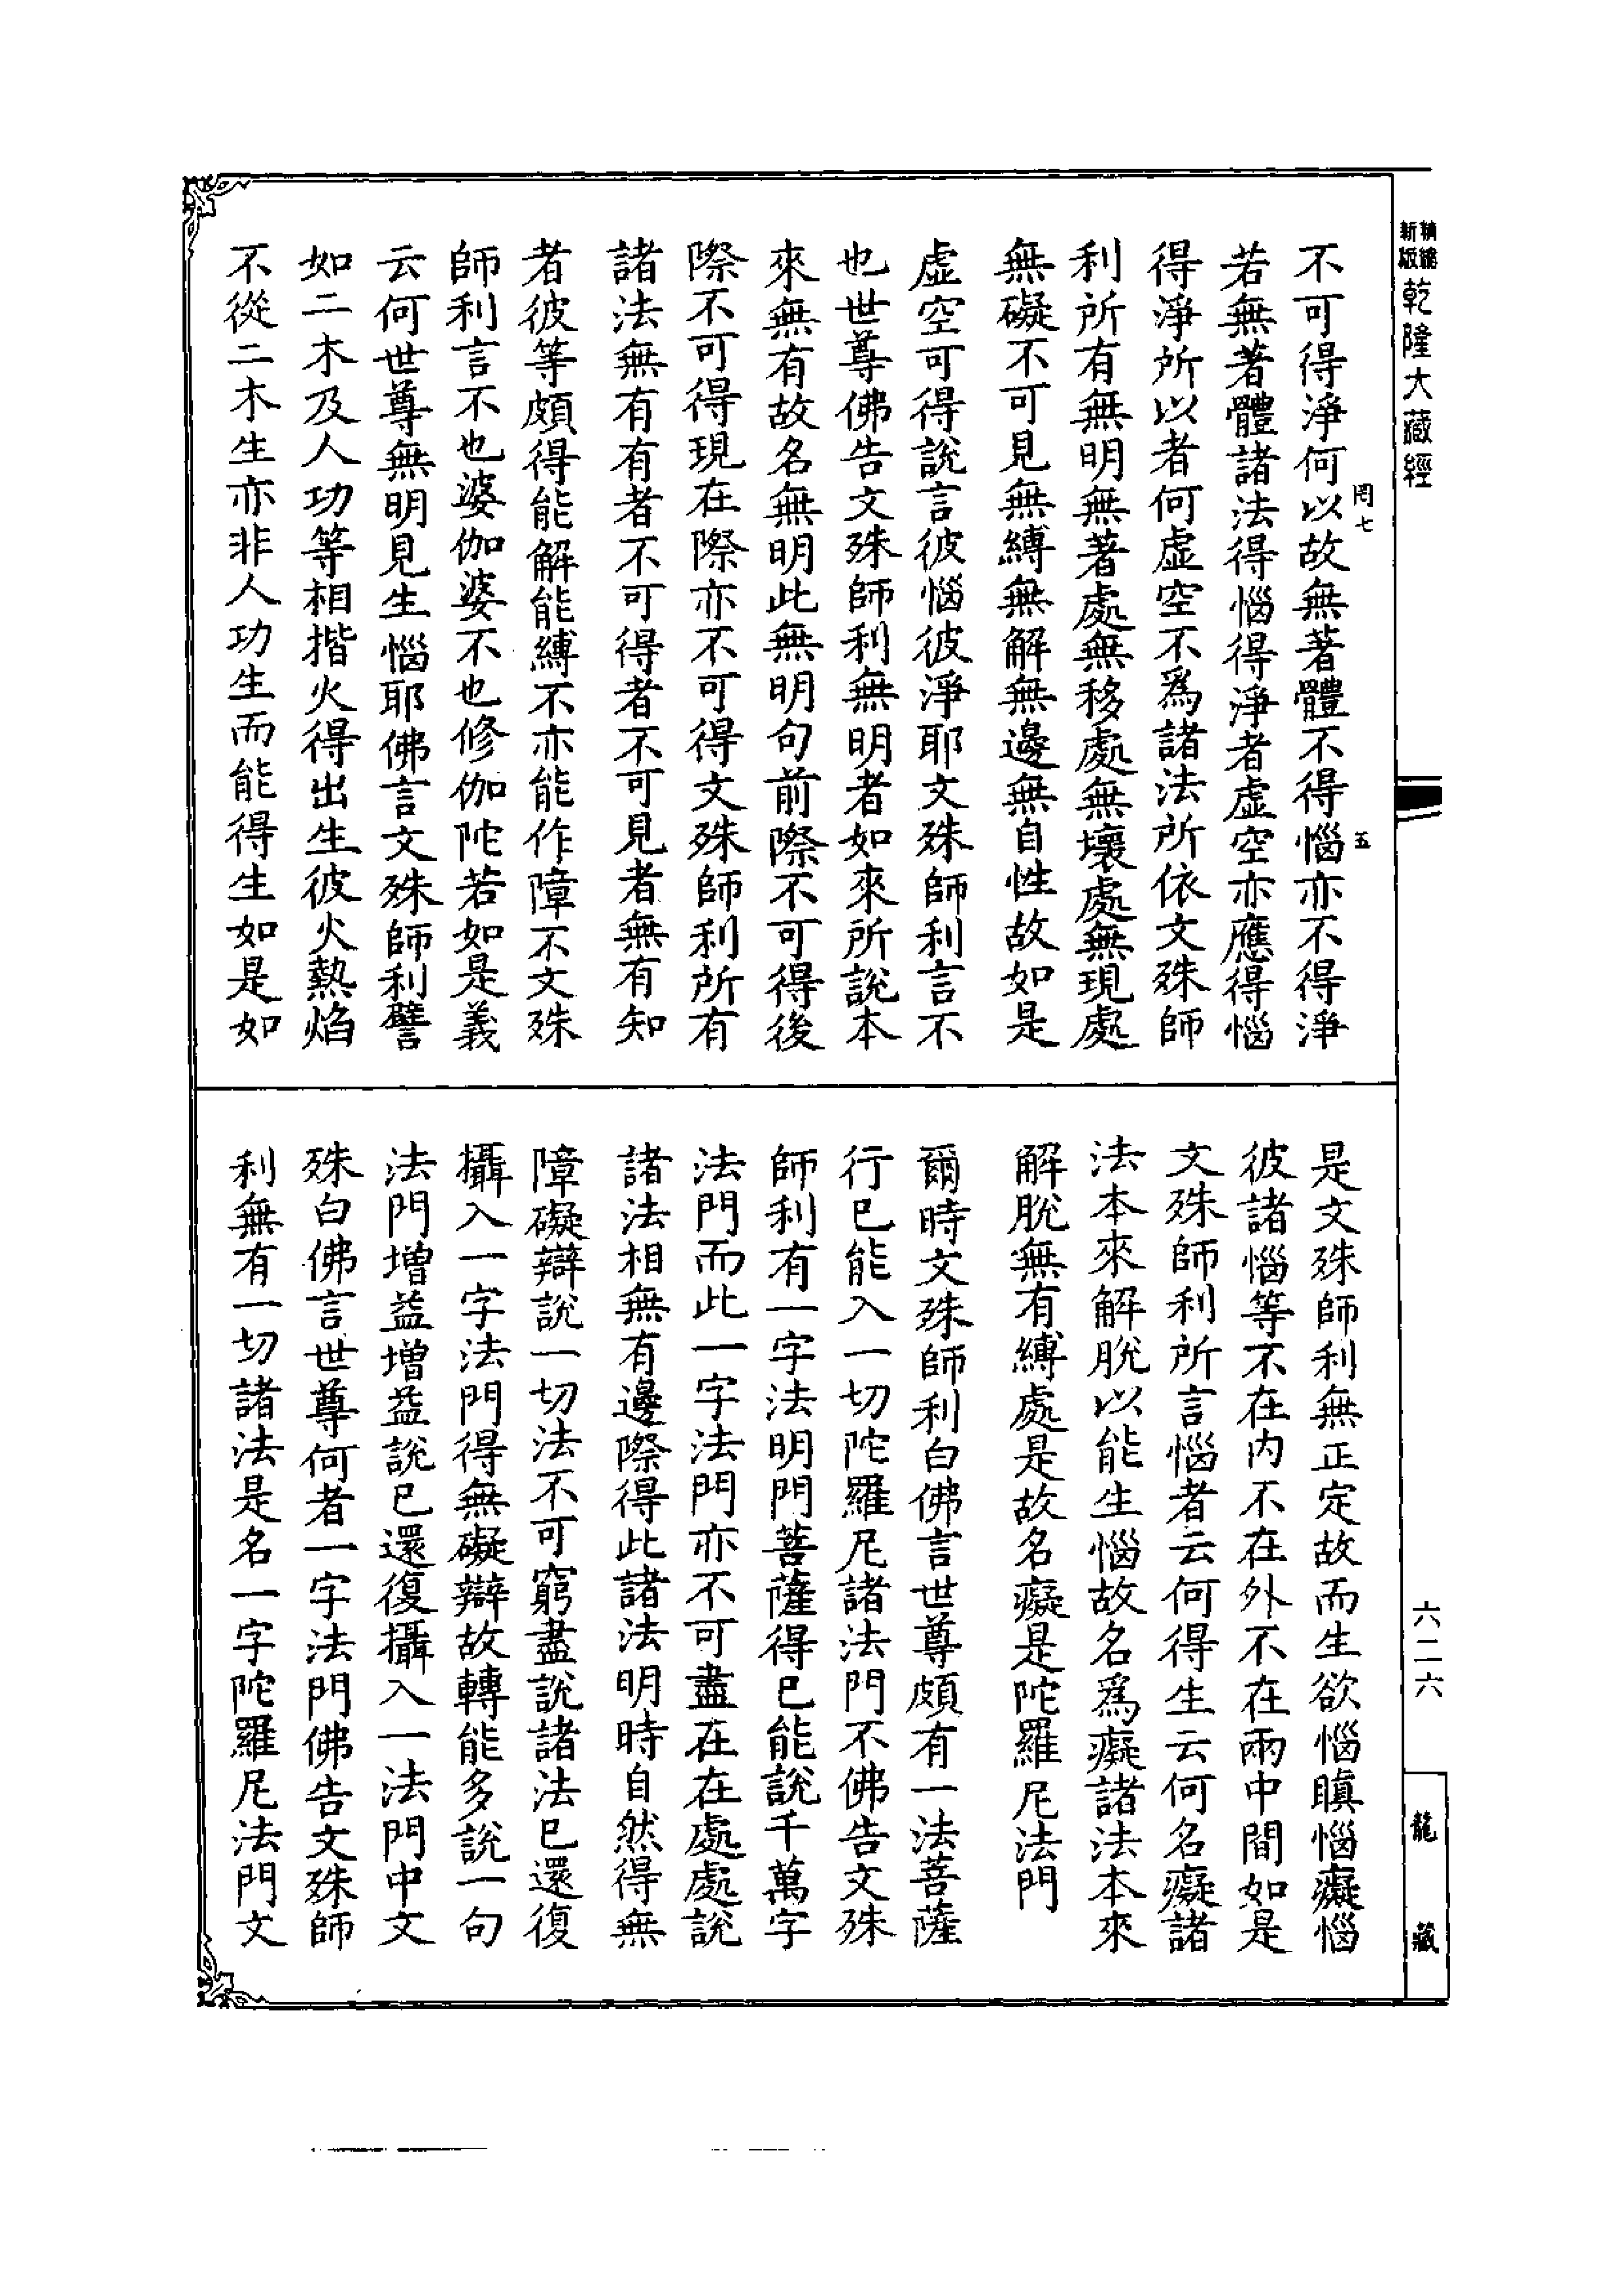 新版精縮乾隆大藏經
罔七
五
不可得淨何以故無著體不得惱亦不得淨
若無著體諸法得惱得淨者虛空亦應得惱
得淨所以者何虛空不為諸法所依文殊師
利所有無明無著處無移處無壞處無現處
無礙不可見無縛無解無邊無自性故如是
虛空可得說言彼惱彼淨耶文殊師利言不
也世尊佛告文殊師利無明者如來所說本
來無有故名無明此無明句前際不可得後
際不可得現在際亦不可得文殊師利所有
諸法無有有者不可得者不可見者無有知
者彼等頗得能解能縛不亦能作障不文殊
師利言不也婆伽婆不也修伽陀若如是義
云何世尊無明見生惱耶佛言文殊師利譬
如二木及人功等相揩火得出生彼火熱焰
不從二木生亦非人功生而能得生如是如
是文殊師利無正定故而生欲惱瞋惱癡惱
彼諸惱等不在內不在外不在兩中間如是
文殊師利所言惱者云何得生云何名癡諸
法本來解脫以能生惱故名為癡諸法本來
解脫無有縛處是故名癡是陀羅尼法門
爾時文殊師利白佛言世尊頗有一法菩薩
行已能入一切陀羅尼諸法門不佛告文殊
師利有一字法明門菩薩得已能說千萬字
法門而此一字法門亦不可盡在在處處說
諸法相無有邊際得此諸法明時自然得無
障礙辯說一切法不可窮盡說諸法已還復
攝入一字法門得無礙辯故轉能多說一句
法門增益增益說已還復攝入一法門中文
殊白佛言世尊何者一字法門佛告文殊師
利無有一切諸法是名一字陀羅尼法門文
六二六
龍藏